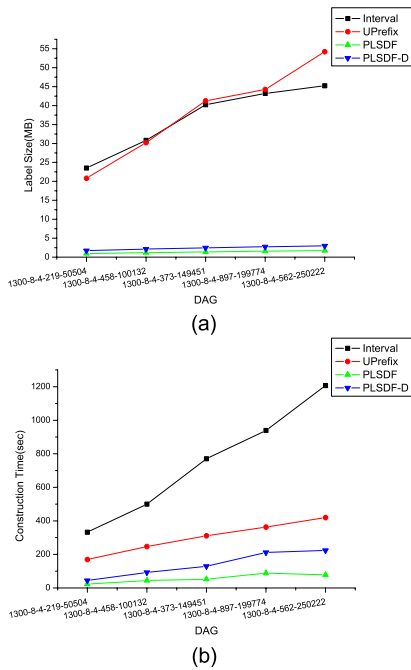 Interval
UPrefix
PLSDF
PLSDF-D
55
50
45
40
35
30
25
20
15
10
5
0
Label Size(MB)
1300-8-4-219-50504
1300-8-4-458-100132
1300-8-4-373-149451
1300-8-4-897-199774
1300-8-4-562-250222
DAG
(a)
Interval
UPrefix
PLSDF
PLSDF-D
1200
1000
800
600
400
200
0
Construction Time(sec)
1300-8-4-219-50504
1300-8-4-458-100132
1300-8-4-373-149451
1300-8-4-897-199774
1300-8-4-562-250222
DAG
(b)